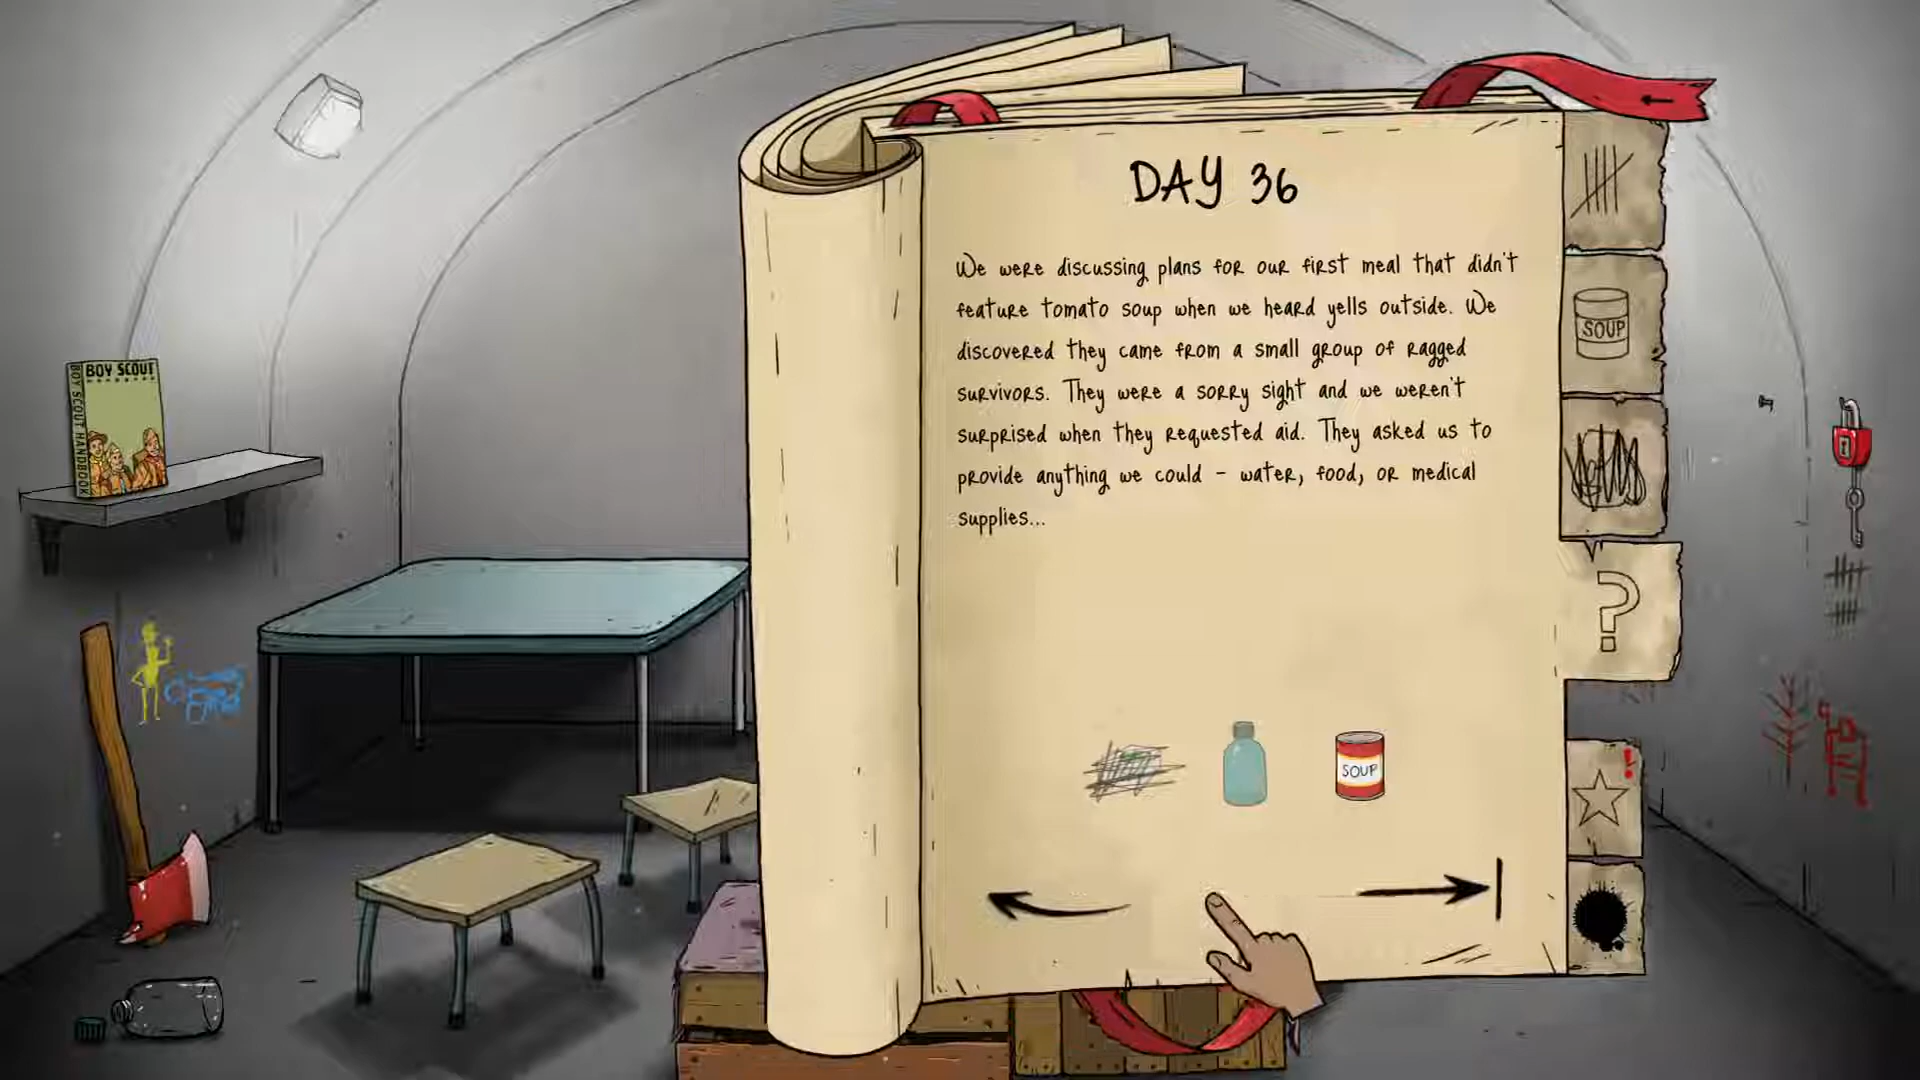 DAY 36
We were discussing plans for our first meal that didn't
feature tomato soup when we heard yells outside. We
discovered they came from a small group of ragged
survivors. They were a sorry sight and we weren't
surprised when they requested aid. They asked us to
provide anything we could - water, food, or medical
supplies...
SOUP
SOUP
BOY SCOUT
BOY SCOUT HANDBOOK